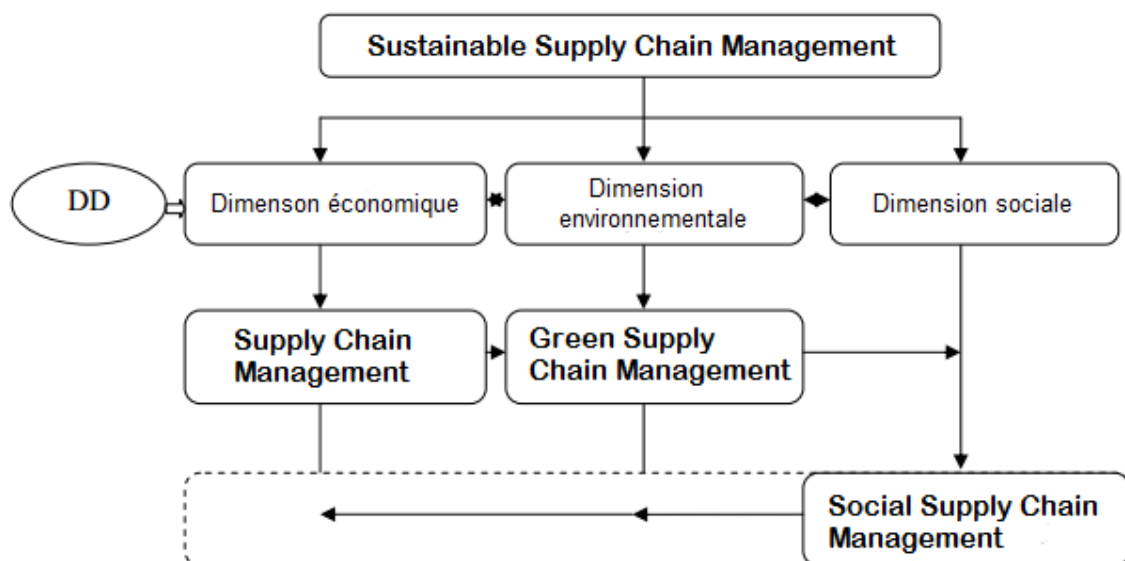 Sustainable Supply Chain Management
DD
Dimenson économique
Dimension
environnementale
Dimension sociale
Supply Chain
Management
Green Supply
Chain Management
Social Supply Chain
Management